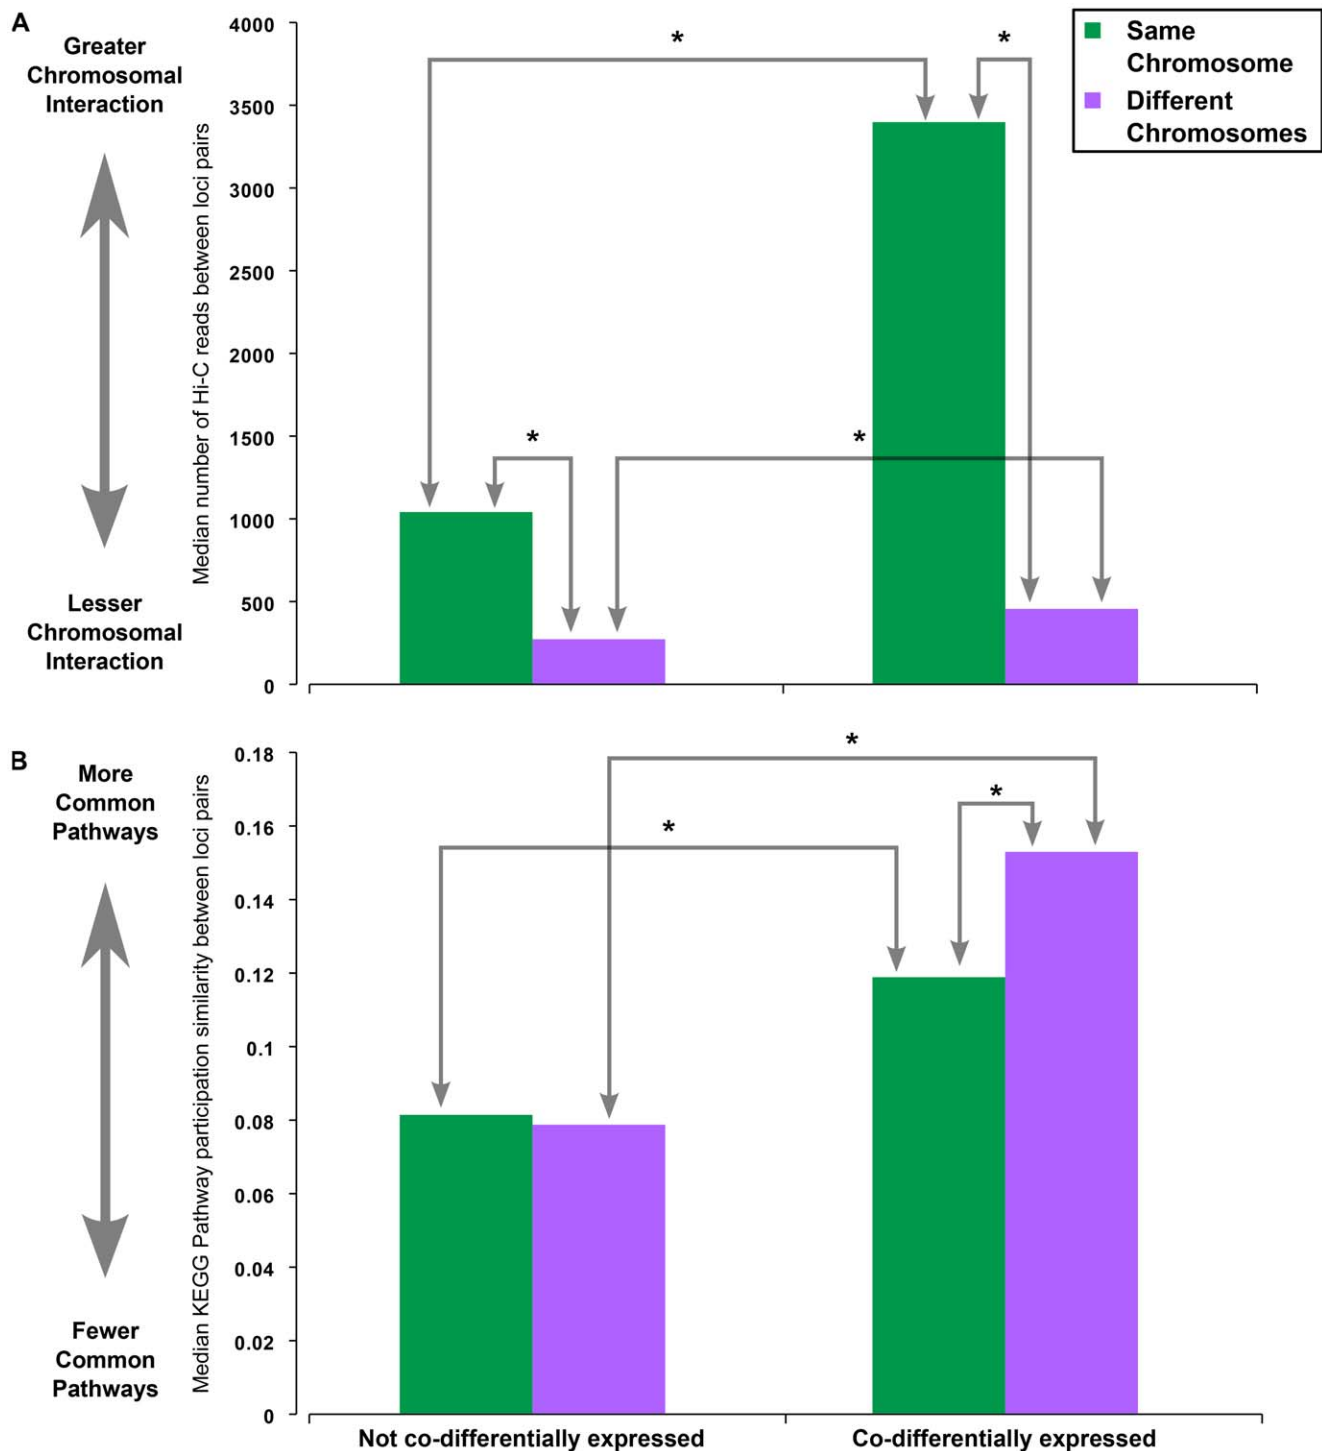 A
Greater
Chromosomal
Interaction
Lesser
Chromosomal
Interaction
Median number of Hi-C reads between loci pairs
4000
3500
3000
2500
2000
1500
1000
500
0
*
*
*
*
Same
Chromosome
Different
Chromosomes
B
More
Common
Pathways
Fewer
Common
Pathways
Median KEGG Pathway participation similarity between loci pairs
0.18
0.16
0.14
0.12
0.1
0.08
0.06
0.04
0.02
0
*
*
*
Not co-differentially expressed
Co-differentially expressed